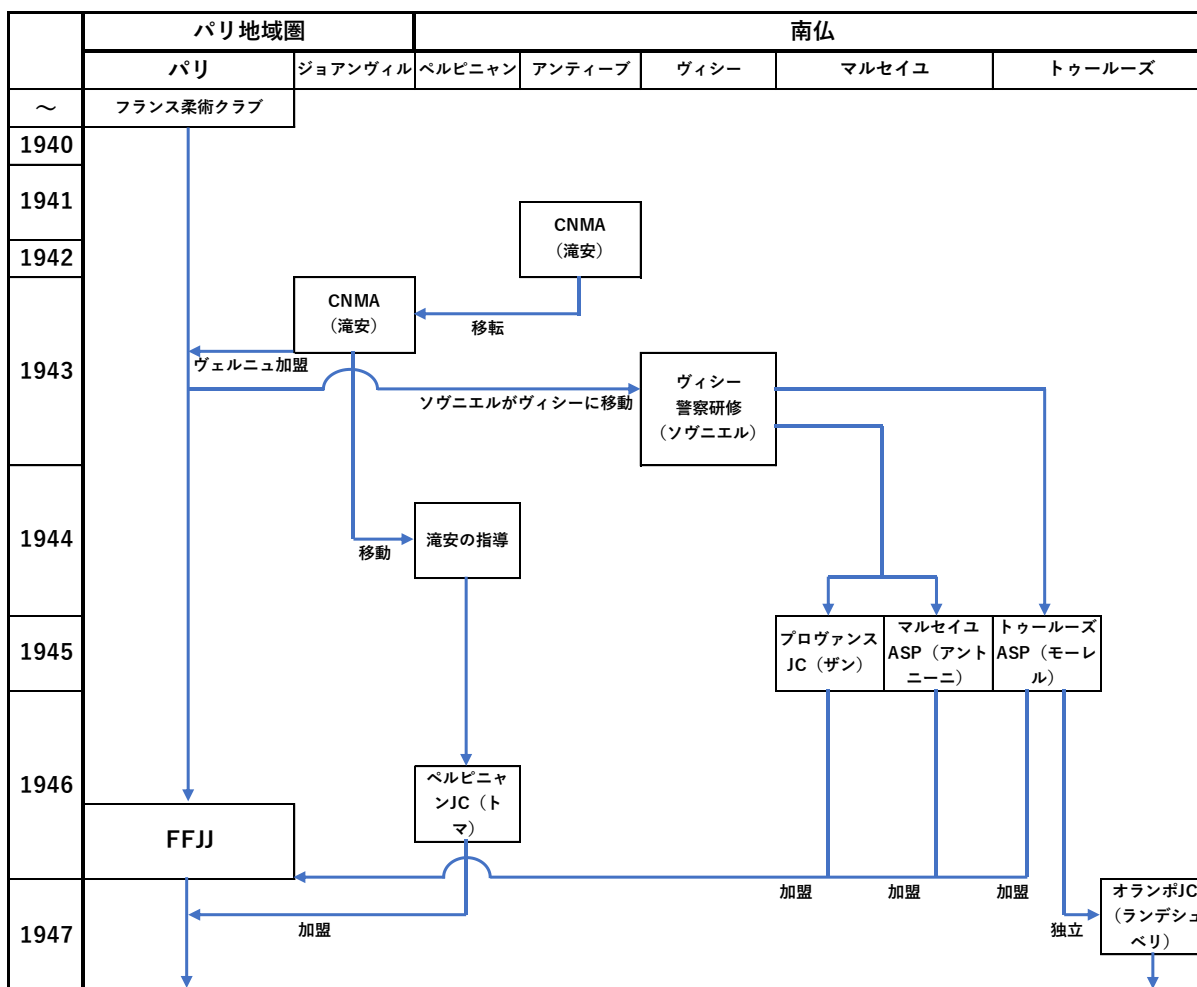 パリ地域圏
南仏
パリ
ジョアンヴィル
ペルピニャン
アンティーブ
ヴィシー
マルセイユ
トゥールーズ
～
フランス柔術クラブ
1940
1941
CNMA
（滝安）
1942
CNMA
（滝安）
移転
1943
ヴェルニュ加盟
ソヴニエルがヴィシーに移動
ヴィシー
警察研修
（ソヴニエル）
1944
移動
滝安の指導
1945
プロヴァンス
JC（ザン）
マルセイユ
ASP（アント
ニーニ）
トゥールーズ
ASP（モーレ
ル）
1946
ペルピニャ
ンJC（ト
マ）
FFJJ
加盟
加盟
加盟
1947
加盟
独立
オランポJC
（ランデシュ
ベリ）